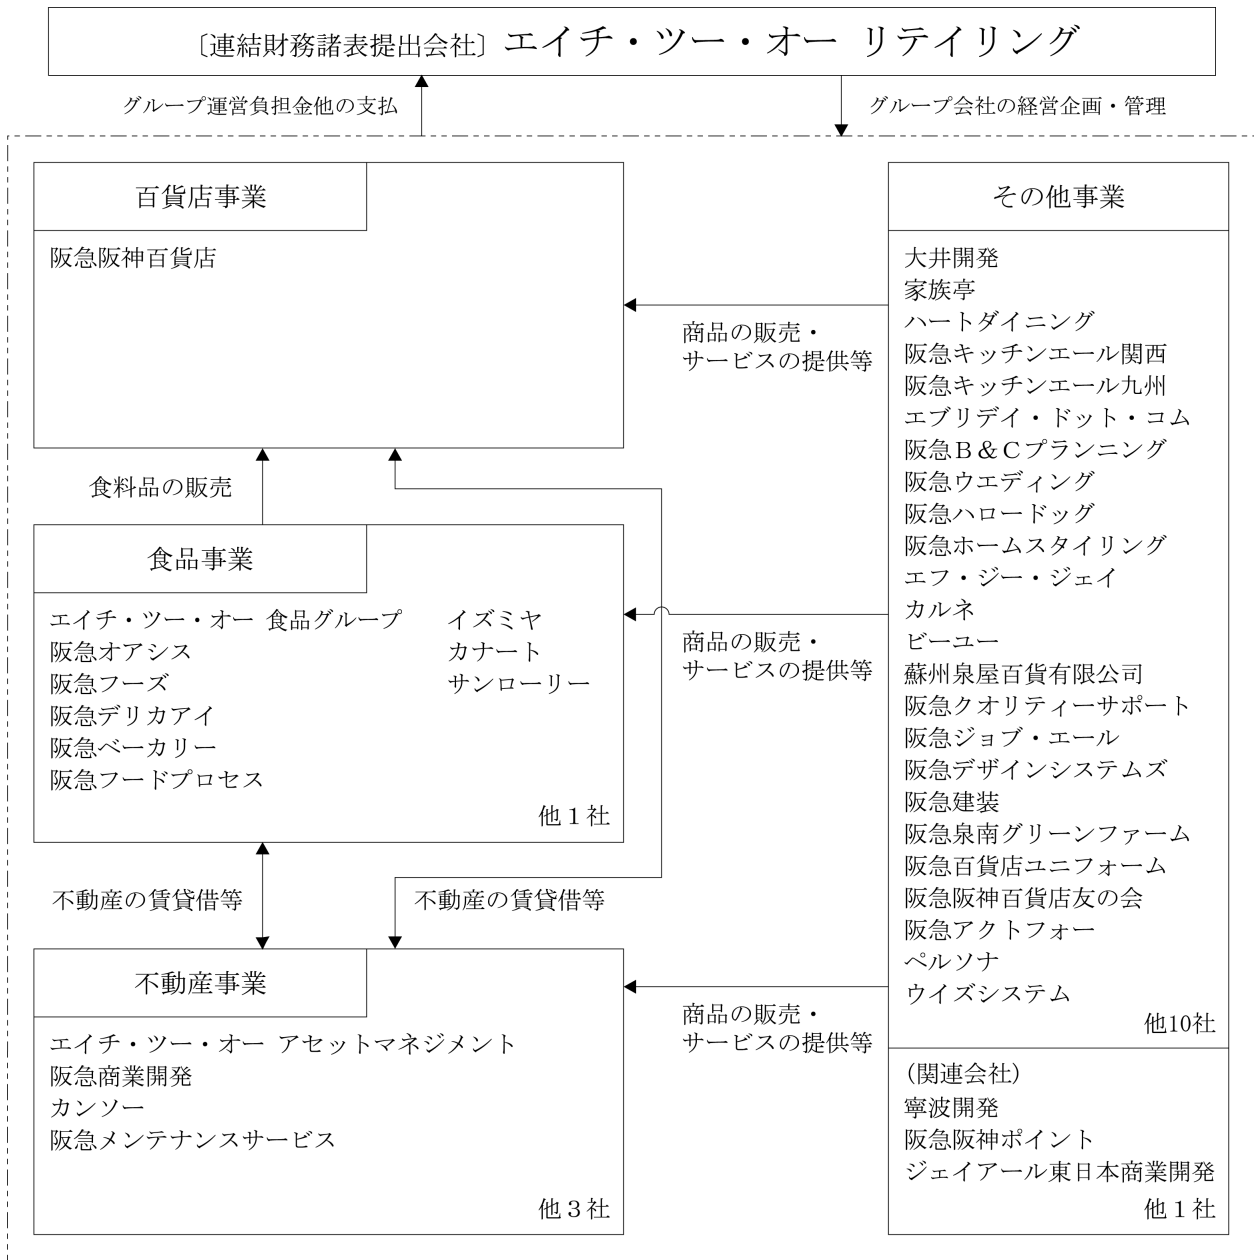 〔連結財務諸表提出会社〕エイチ・ツー・オー リテイリング
グループ運営負担金他の支払
グループ会社の経営企画・管理
百貨店事業
阪急阪神百貨店
食料品の販売
食品事業
エイチ・ツー・オー 食品グループ
阪急オアシス
阪急フーズ
阪急デリカアイ
阪急ベーカリー
阪急フードプロセス
イズミヤ
カナート
サンローリー
他１社
不動産の賃貸借等
不動産の賃貸借等
不動産事業
エイチ・ツー・オー アセットマネジメント
阪急商業開発
カンソー
阪急メンテナンスサービス
他３社
商品の販売・
サービスの提供等
商品の販売・
サービスの提供等
商品の販売・
サービスの提供等
その他事業
大井開発
家族亭
ハートダイニング
阪急キッチンエール関西
阪急キッチンエール九州
エブリデイ・ドット・コム
阪急Ｂ＆Ｃプランニング
阪急ウエディング
阪急ハロードッグ
阪急ホームスタイリング
エフ・ジー・ジェイ
カルネ
ビーユー
蘇州泉屋百貨有限公司
阪急クオリティーサポート
阪急ジョブ・エール
阪急デザインシステムズ
阪急建装
阪急泉南グリーンファーム
阪急百貨店ユニフォーム
阪急阪神百貨店友の会
阪急アクトフォー
ペルソナ
ウイズシステム
他10社
（関連会社）
寧波開発
阪急阪神ポイント
ジェイアール東日本商業開発
他１社